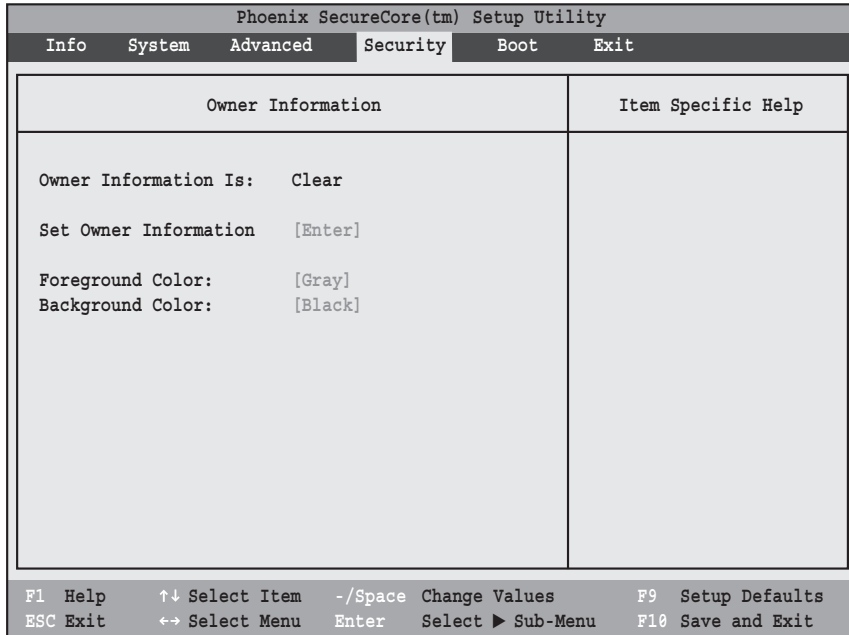 Phoenix SecureCore(tm) Setup Utility
Info System Advanced Security Boot Exit
Owner Information
Item Specific Help
Owner Information Is: Clear
Set Owner Information [Enter]
Foreground Color: [Gray]
Background Color: [Black]
F1 Help ↑↓ Select Item -/Space Change Values F9 Setup Defaults
ESC Exit ←→ Select Menu Enter Select ▶ Sub-Menu F10 Save and Exit